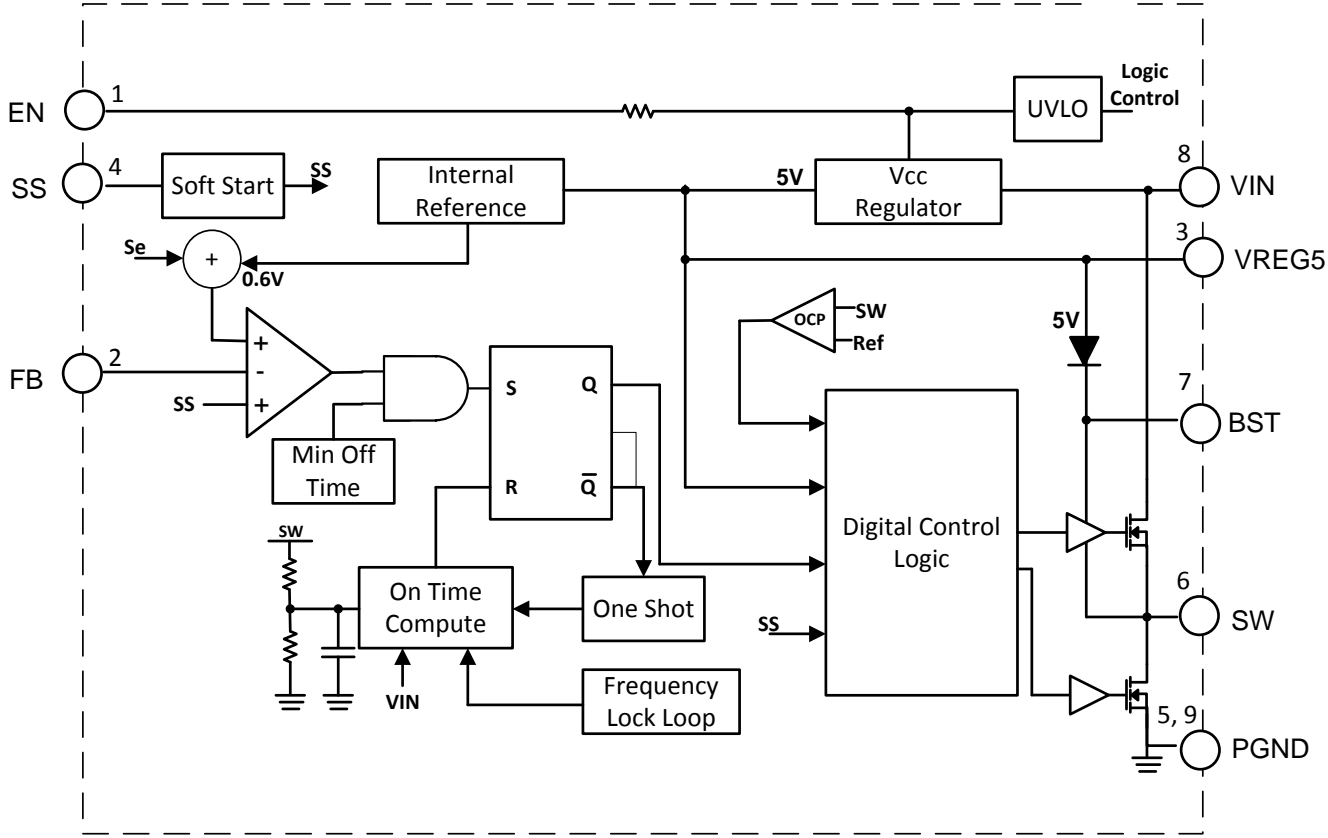 1
EN
UVLO
Logic
Control
4
SS
Soft Start
SS
Internal
Reference
5V
Vcc
Regulator
8
VIN
Se
+
0.6V
3
VREG5
OCP
SW
Ref
5V
2
FB
+
-
SS
+
Min Off
Time
S
Q
R
Q̅
7
BST
Digital Control
Logic
SW
On Time
Compute
One Shot
SS
6
SW
VIN
Frequency
Lock Loop
5, 9
PGND